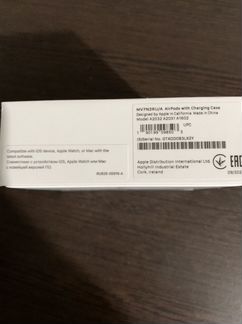 MV7N2RU/A AirPods with Charging Case
Designed by Apple in California Made in China
Model A2032 A2031 A1602
UPC
Compatible with iOS device, Apple Watch, or Mac with the
latest software.
Совместимо с устройством iOS, Apple Watch или Mac
с новейшей версией ПО.
Apple Distribution International Ltd
Hollyhill Industrial Estate
Cork, Ireland
EAC